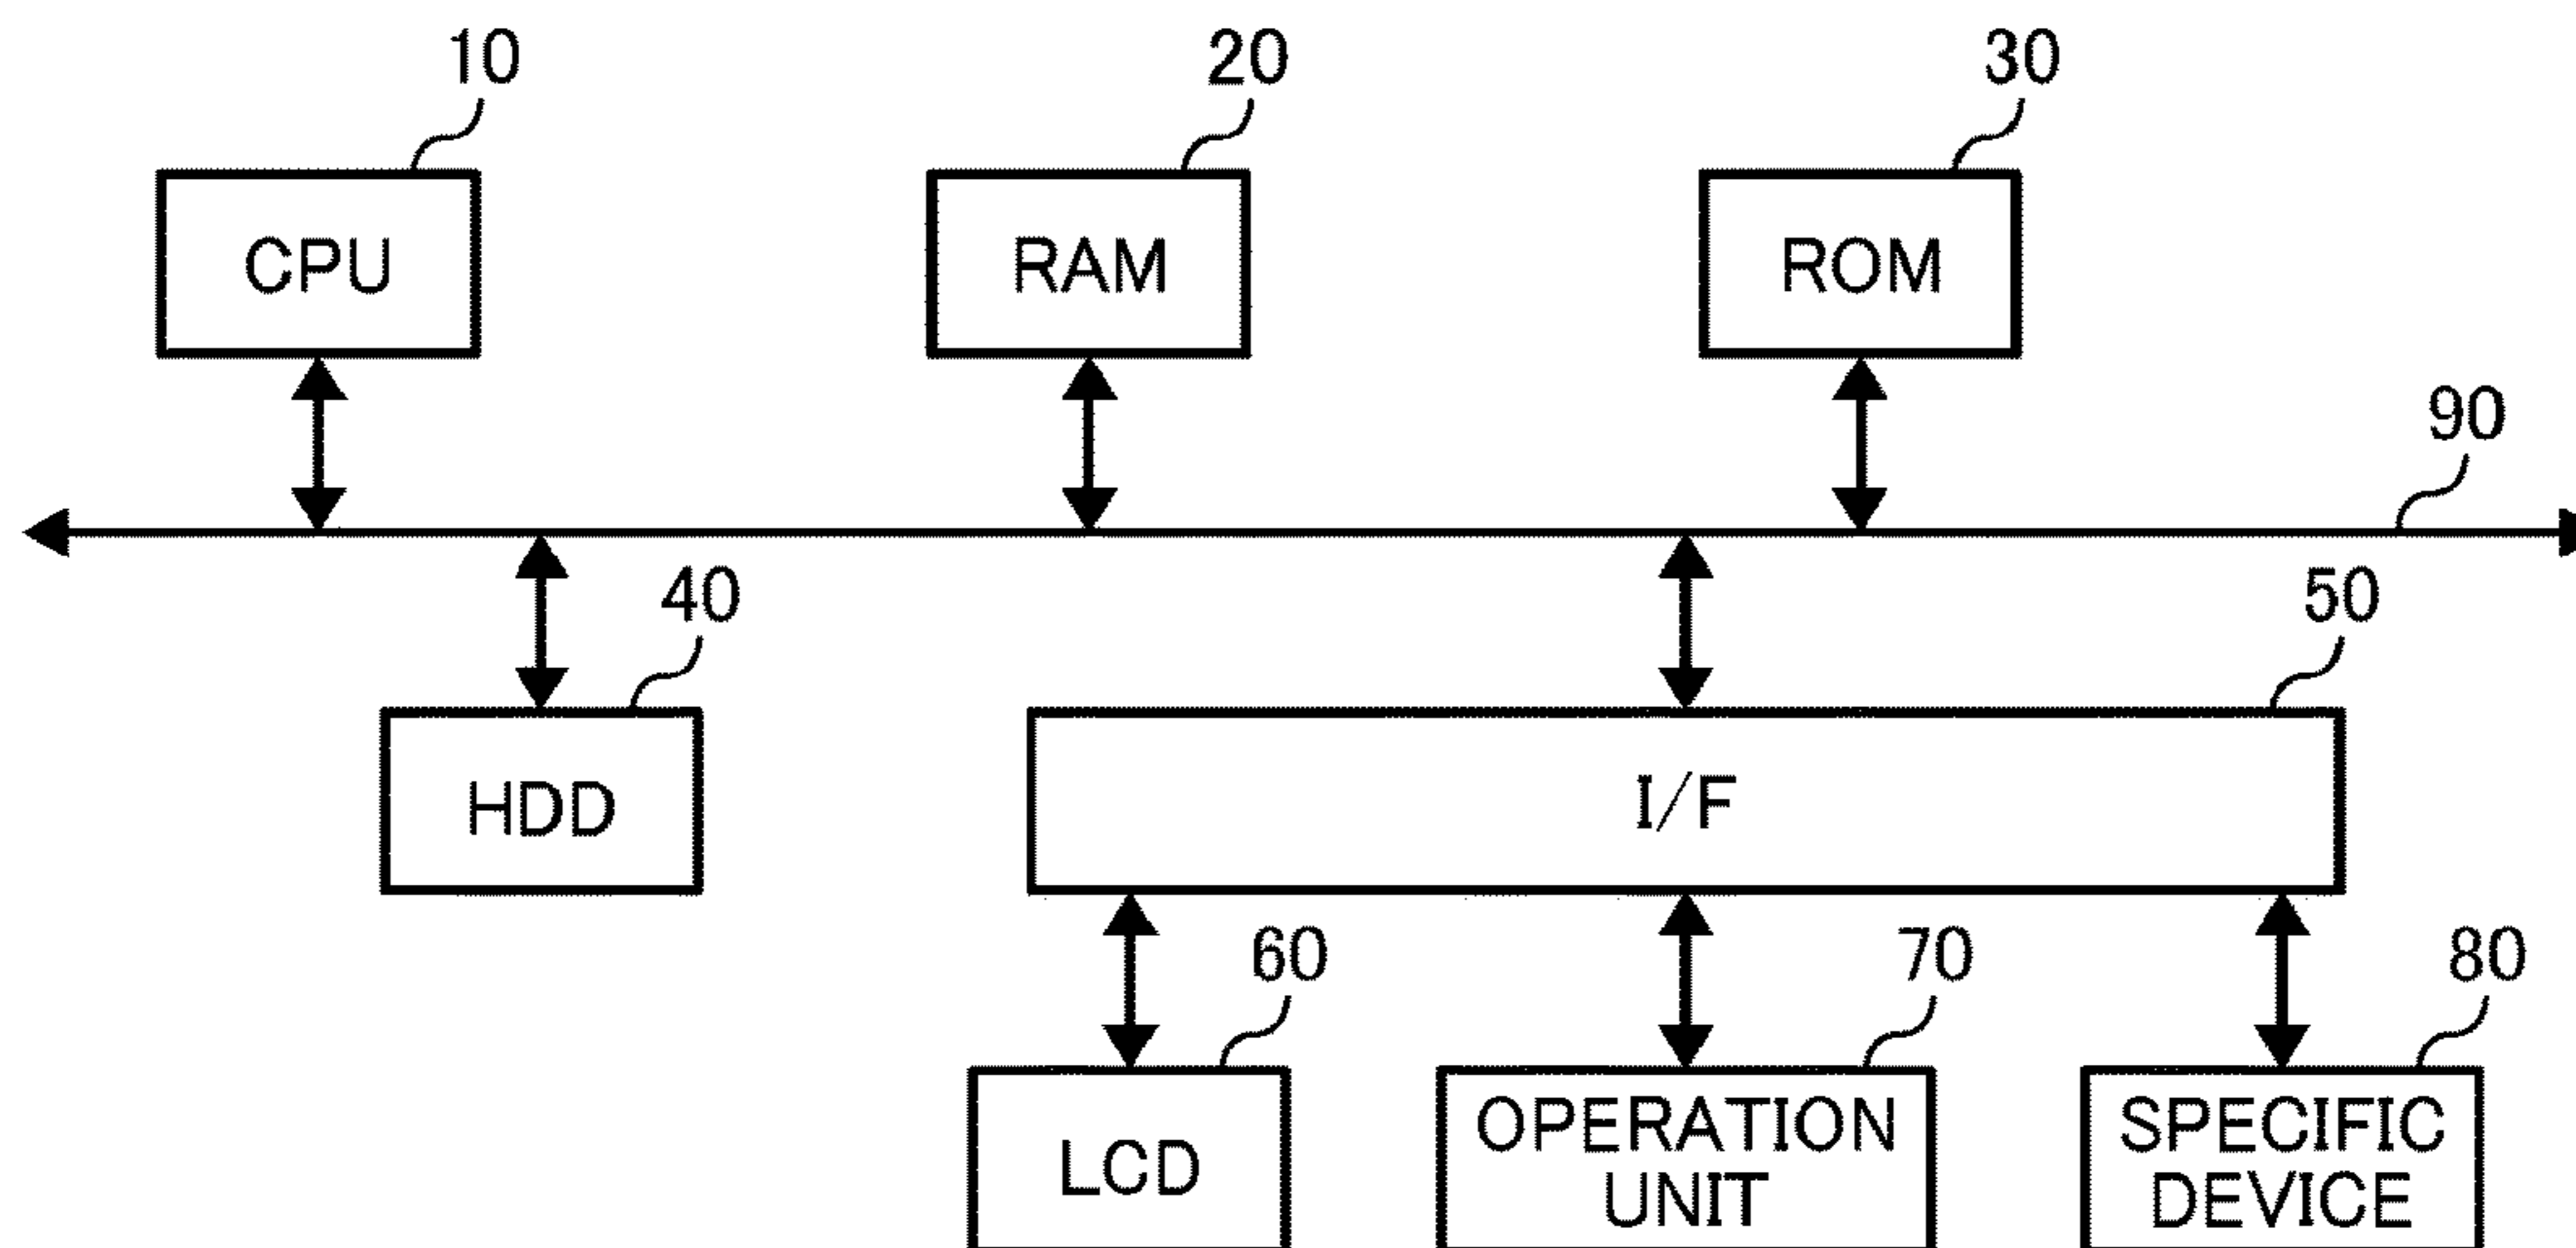 10
20
30
CPU
RAM
ROM
90
40
50
HDD
I/F
60
70
80
LCD
OPERATION
UNIT
SPECIFIC
DEVICE